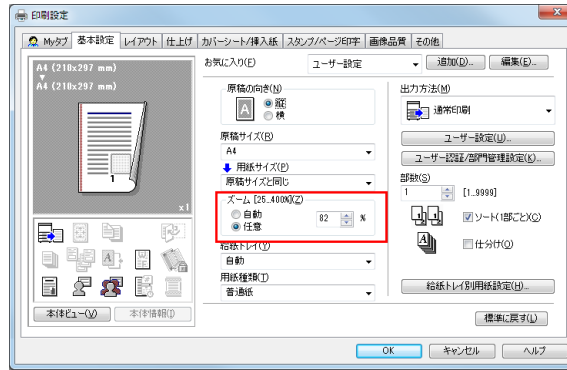 印刷設定
Myタブ 基本設定 レイアウト 仕上げ カバーシート/挿入紙 スタンプ/ページ印字 画像品質 その他
A4 (210x297 mm)
A4 (210x297 mm)
1
x1
本体ビュー(V) 本体情報(I)
お気に入り(F) ユーザー設定 追加(D)... 編集(E)...
原稿の向き(N)
A
縦
横
原稿サイズ(R)
A4
用紙サイズ(P)
原稿サイズと同じ
ズーム [25..400%](Z)
自動
任意
82 %
給紙トレイ(Y)
自動
用紙種類(T)
普通紙
出力方法(M)
通常印刷
ユーザー設定(U)...
ユーザー認証/部門管理設定(K)...
部数(S)
1 [1..9999]
ソート(1部ごと)(C)
仕分け(O)
給紙トレイ別用紙設定(H)...
標準に戻す(L)
OK キャンセル ヘルプ